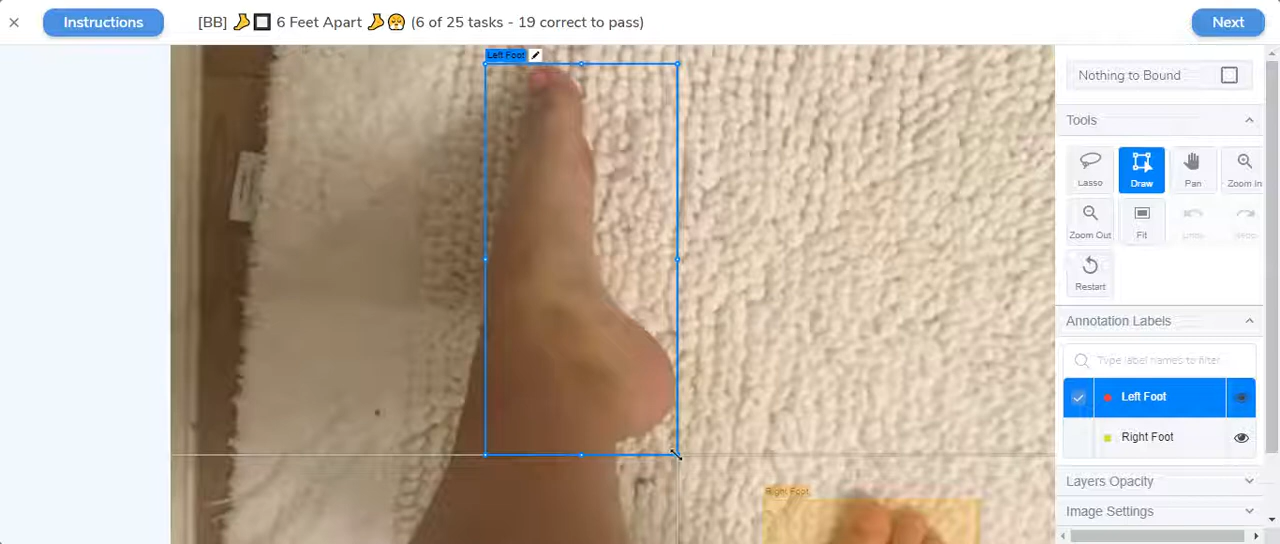 Instructions
[BB] 🦶🔲 6 Feet Apart 🦶😤 (6 of 25 tasks - 19 correct to pass)
Next
Left Foot
Nothing to Bound
Tools
Lasso
Draw
Pan
Zoom In
Zoom Out
Fit
Undo
Redo
Restart
Annotation Labels
Type label names to filter
Left Foot
Right Foot
Right Foot
Layers Opacity
Image Settings